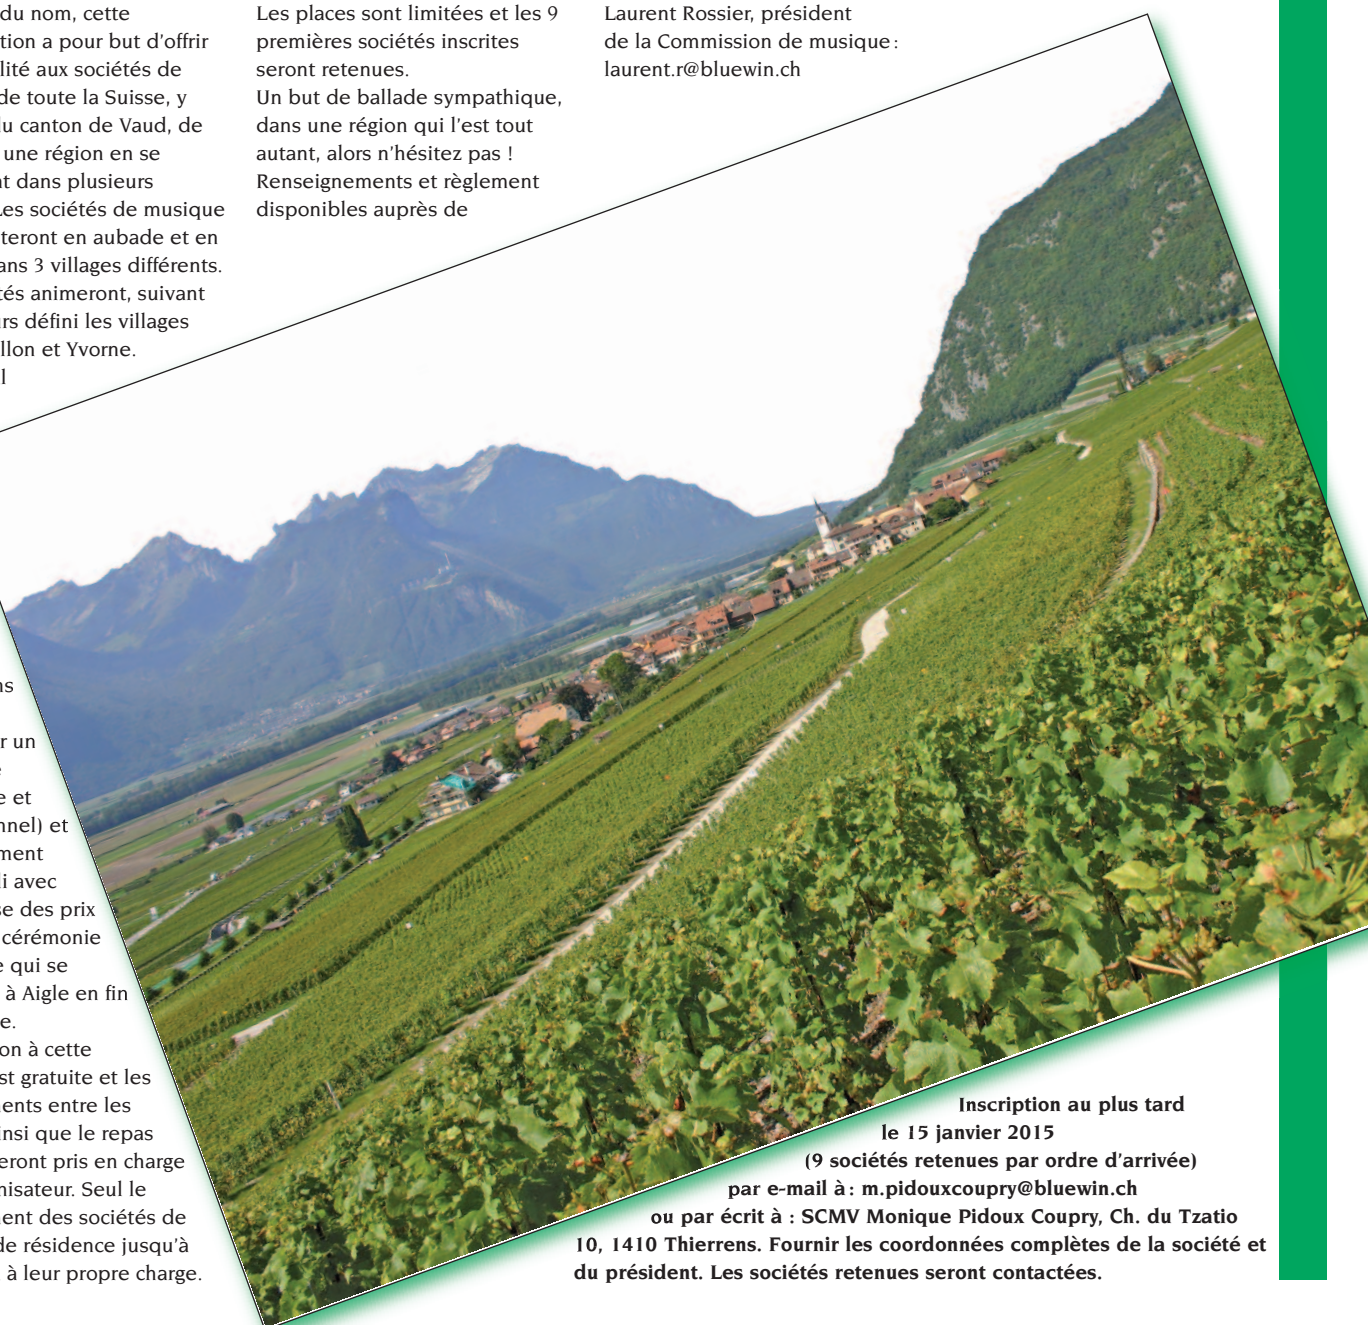 du nom, cette
tion a pour but d’offrir
lité aux sociétés de
de toute la Suisse, y
du canton de Vaud, de
une région en se
t dans plusieurs
Les sociétés de musique
teront en aubade et en
ans 3 villages différents.
tés animeront, suivant
urs défini les villages
llon et Yvorne.
l
ns
r un
e
e et
nnel) et
ment
di avec
se des prix
cérémonie
e qui se
à Aigle en fin
e.
on à cette
st gratuite et les
ments entre les
insi que le repas
eront pris en charge
nisateur. Seul le
ment des sociétés de
de résidence jusqu’à
à leur propre charge.
Les places sont limitées et les 9
premières sociétés inscrites
seront retenues.
Un but de ballade sympathique,
dans une région qui l’est tout
autant, alors n’hésitez pas !
Renseignements et règlement
disponibles auprès de
Laurent Rossier, président
de la Commission de musique :
laurent.r@bluewin.ch
Inscription au plus tard
le 15 janvier 2015
(9 sociétés retenues par ordre d’arrivée)
par e-mail à : m.pidouxcoupry@bluewin.ch
ou par écrit à : SCMV Monique Pidoux Coupry, Ch. du Tzatio
10, 1410 Thierrens. Fournir les coordonnées complètes de la société et
du président. Les sociétés retenues seront contactées.